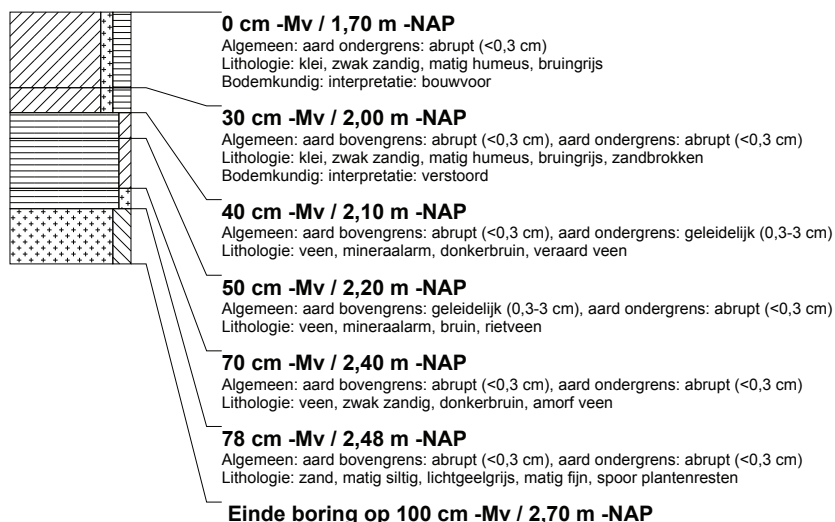 0 cm -Mv / 1,70 m -NAP
Algemeen: aard ondergrens: abrupt (<0,3 cm)
Lithologie: klei, zwak zandig, matig humeus, bruingrijs
Bodemkundig: interpretatie: bouwvoor
30 cm -Mv / 2,00 m -NAP
Algemeen: aard bovengrens: abrupt (<0,3 cm), aard ondergrens: abrupt (<0,3 cm)
Lithologie: klei, zwak zandig, matig humeus, bruingrijs, zandbrokken
Bodemkundig: interpretatie: verstoord
40 cm -Mv / 2,10 m -NAP
Algemeen: aard bovengrens: abrupt (<0,3 cm), aard ondergrens: geleidelijk (0,3-3 cm)
Lithologie: veen, mineraalarm, donkerbruin, veraard veen
50 cm -Mv / 2,20 m -NAP
Algemeen: aard bovengrens: geleidelijk (0,3-3 cm), aard ondergrens: abrupt (<0,3 cm)
Lithologie: veen, mineraalarm, bruin, rietveen
70 cm -Mv / 2,40 m -NAP
Algemeen: aard bovengrens: abrupt (<0,3 cm), aard ondergrens: abrupt (<0,3 cm)
Lithologie: veen, zwak zandig, donkerbruin, amorf veen
78 cm -Mv / 2,48 m -NAP
Algemeen: aard bovengrens: abrupt (<0,3 cm), aard ondergrens: abrupt (<0,3 cm)
Lithologie: zand, matig siltig, lichtgeelgrijs, matig fijn, spoor plantenresten
Einde boring op 100 cm -Mv / 2,70 m -NAP